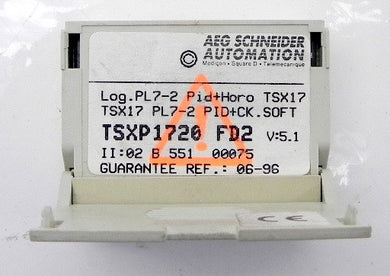 AEG SCHNEIDER
AUTOMATION
Modicon • Square D • Telemecanique
Log.PL7-2 Pid+Horo TSX17
TSX17 PL7-2 PID+CK.SOFT
TSXP1720 FD2 V:5.1
II:02 B 551 00075
GUARANTEE REF.: 06-96
CE